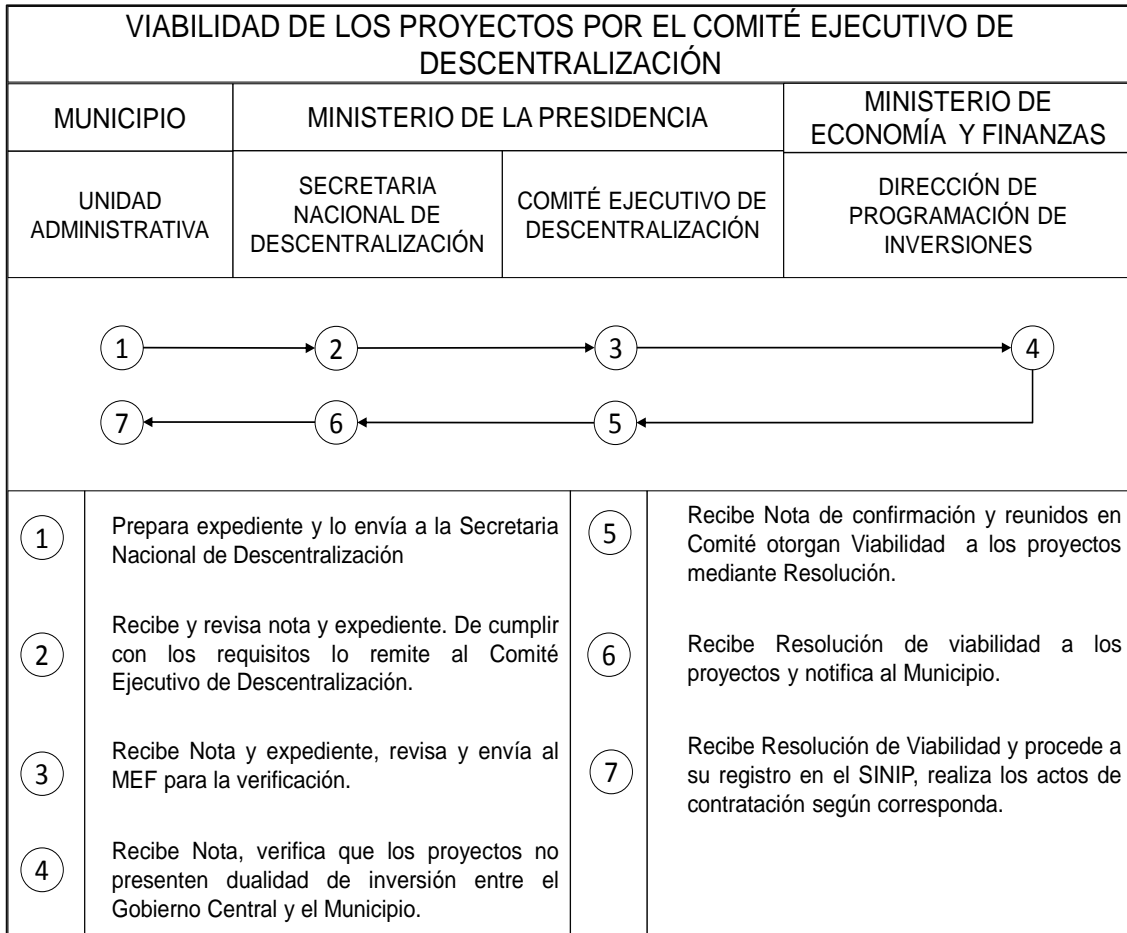 VIABILIDAD DE LOS PROYECTOS POR EL COMITÉ EJECUTIVO DE
DESCENTRALIZACIÓN
MUNICIPIO
MINISTERIO DE LA PRESIDENCIA
MINISTERIO DE
ECONOMÍA Y FINANZAS
UNIDAD
ADMINISTRATIVA
SECRETARIA
NACIONAL DE
DESCENTRALIZACIÓN
COMITÉ EJECUTIVO DE
DESCENTRALIZACIÓN
DIRECCIÓN DE
PROGRAMACIÓN DE
INVERSIONES
1
2
3
4
7
6
5
1
Prepara expediente y lo envía a la Secretaria
Nacional de Descentralización
2
Recibe y revisa nota y expediente. De cumplir
con los requisitos lo remite al Comité
Ejecutivo de Descentralización.
3
Recibe Nota y expediente, revisa y envía al
MEF para la verificación.
4
Recibe Nota, verifica que los proyectos no
presenten dualidad de inversión entre el
Gobierno Central y el Municipio.
5
Recibe Nota de confirmación y reunidos en
Comité otorgan Viabilidad a los proyectos
mediante Resolución.
6
Recibe Resolución de viabilidad a los
proyectos y notifica al Municipio.
7
Recibe Resolución de Viabilidad y procede a
su registro en el SINIP, realiza los actos de
contratación según corresponda.